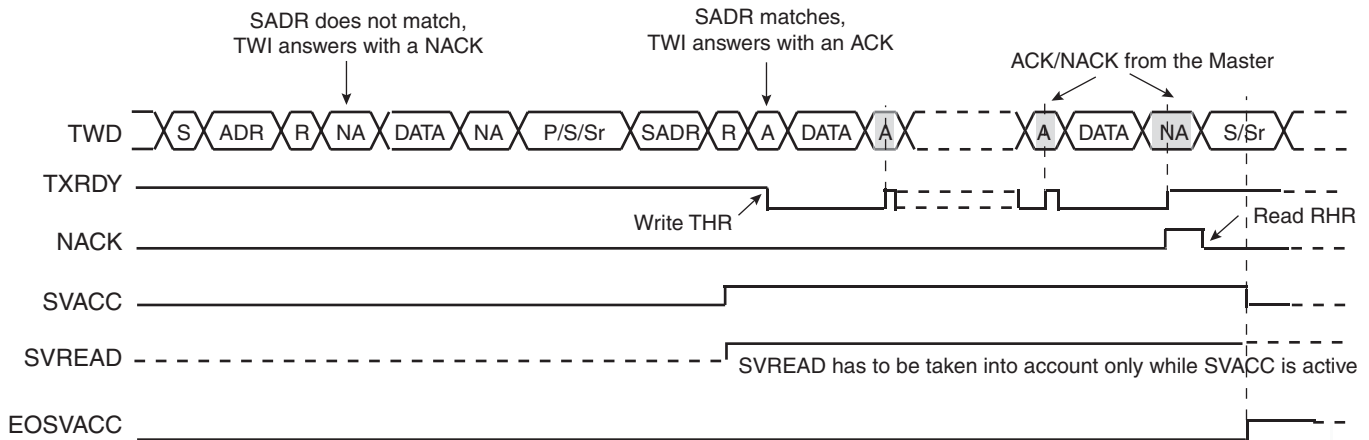 SADR does not match,
TWI answers with a NACK
SADR matches,
TWI answers with an ACK
ACK/NACK from the Master
TWD S ADR R NA DATA NA P/S/Sr SADR R A DATA A A DATA NA S/Sr
TXRDY
Write THR
Read RHR
NACK
SVACC
SVREAD
SVREAD has to be taken into account only while SVACC is active
EOSVACC